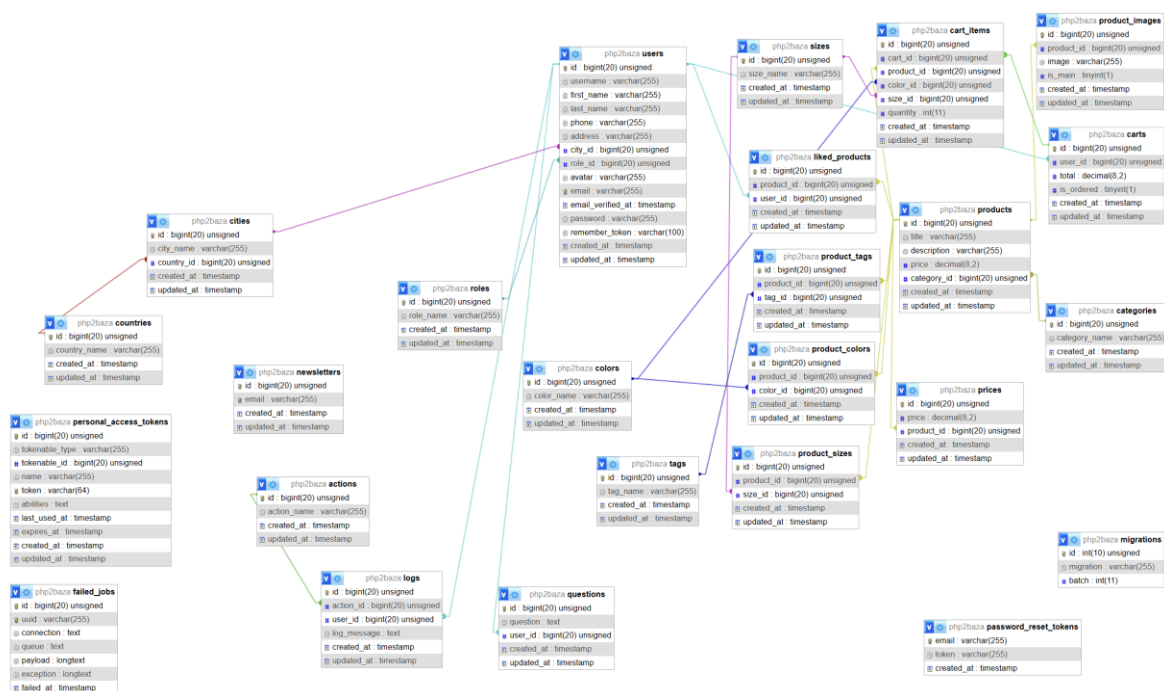 php2baza users
id : bigint(20) unsigned
username : varchar(255)
first_name : varchar(255)
last_name : varchar(255)
phone : varchar(255)
address : varchar(255)
city_id : bigint(20) unsigned
role_id : bigint(20) unsigned
avatar : varchar(255)
email : varchar(255)
email_verified_at : timestamp
password : varchar(255)
remember_token : varchar(100)
created_at : timestamp
updated_at : timestamp
php2baza sizes
id : bigint(20) unsigned
size_name : varchar(255)
created_at : timestamp
updated_at : timestamp
php2baza cart_items
id : bigint(20) unsigned
cart_id : bigint(20) unsigned
product_id : bigint(20) unsigned
color_id : bigint(20) unsigned
size_id : bigint(20) unsigned
quantity : int(11)
created_at : timestamp
updated_at : timestamp
php2baza product_images
id : bigint(20) unsigned
product_id : bigint(20) unsigned
image : varchar(255)
is_main : tinyint(1)
created_at : timestamp
updated_at : timestamp
php2baza carts
id : bigint(20) unsigned
user_id : bigint(20) unsigned
total : decimal(8,2)
is_ordered : tinyint(1)
created_at : timestamp
updated_at : timestamp
php2baza liked_products
id : bigint(20) unsigned
product_id : bigint(20) unsigned
user_id : bigint(20) unsigned
created_at : timestamp
updated_at : timestamp
php2baza products
id : bigint(20) unsigned
title : varchar(255)
description : varchar(255)
price : decimal(8,2)
category_id : bigint(20) unsigned
created_at : timestamp
updated_at : timestamp
php2baza cities
id : bigint(20) unsigned
city_name : varchar(255)
country_id : bigint(20) unsigned
created_at : timestamp
updated_at : timestamp
php2baza product_tags
id : bigint(20) unsigned
product_id : bigint(20) unsigned
tag_id : bigint(20) unsigned
created_at : timestamp
updated_at : timestamp
php2baza roles
id : bigint(20) unsigned
role_name : varchar(255)
created_at : timestamp
updated_at : timestamp
php2baza categories
id : bigint(20) unsigned
category_name : varchar(255)
created_at : timestamp
updated_at : timestamp
php2baza countries
id : bigint(20) unsigned
country_name : varchar(255)
created_at : timestamp
updated_at : timestamp
php2baza product_colors
id : bigint(20) unsigned
product_id : bigint(20) unsigned
color_id : bigint(20) unsigned
created_at : timestamp
updated_at : timestamp
php2baza newsletters
id : bigint(20) unsigned
email : varchar(255)
created_at : timestamp
updated_at : timestamp
php2baza colors
id : bigint(20) unsigned
color_name : varchar(255)
created_at : timestamp
updated_at : timestamp
php2baza prices
id : bigint(20) unsigned
price : decimal(8,2)
product_id : bigint(20) unsigned
created_at : timestamp
updated_at : timestamp
php2baza personal_access_tokens
id : bigint(20) unsigned
tokenable_type : varchar(255)
tokenable_id : bigint(20) unsigned
name : varchar(255)
token : varchar(64)
abilities : text
last_used_at : timestamp
expires_at : timestamp
created_at : timestamp
updated_at : timestamp
php2baza product_sizes
id : bigint(20) unsigned
product_id : bigint(20) unsigned
size_id : bigint(20) unsigned
created_at : timestamp
updated_at : timestamp
php2baza tags
id : bigint(20) unsigned
tag_name : varchar(255)
created_at : timestamp
updated_at : timestamp
php2baza actions
id : bigint(20) unsigned
action_name : varchar(255)
created_at : timestamp
updated_at : timestamp
php2baza migrations
id : int(10) unsigned
migration : varchar(255)
batch : int(11)
php2baza logs
id : bigint(20) unsigned
action_id : bigint(20) unsigned
user_id : bigint(20) unsigned
log_message : text
created_at : timestamp
updated_at : timestamp
php2baza failed_jobs
id : bigint(20) unsigned
uuid : varchar(255)
connection : text
queue : text
payload : longtext
exception : longtext
failed_at : timestamp
php2baza questions
id : bigint(20) unsigned
question : text
user_id : bigint(20) unsigned
created_at : timestamp
updated_at : timestamp
php2baza password_reset_tokens
email : varchar(255)
token : varchar(255)
created_at : timestamp